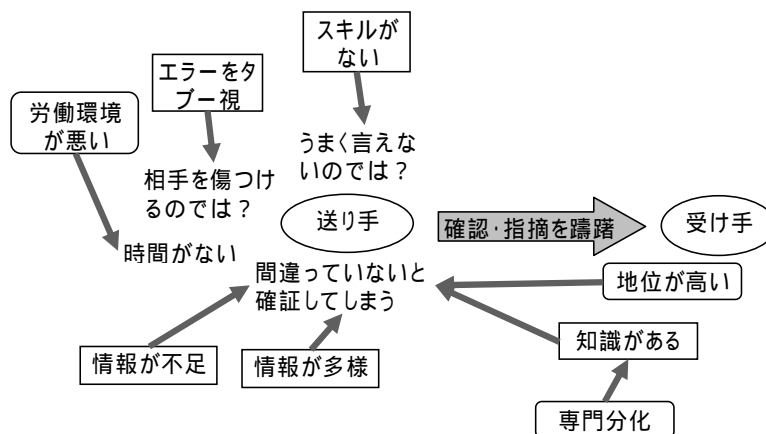 スキルが
ない
エラーをタ
ブー視
労働環境
が悪い
うまく言えな
いのでは？
相手を傷つけ
るのでは？
送り手
確認・指摘を躊躇
受け手
時間がない
間違っていないと
確証してしまう
地位が高い
情報が不足
情報が多様
知識がある
専門分化